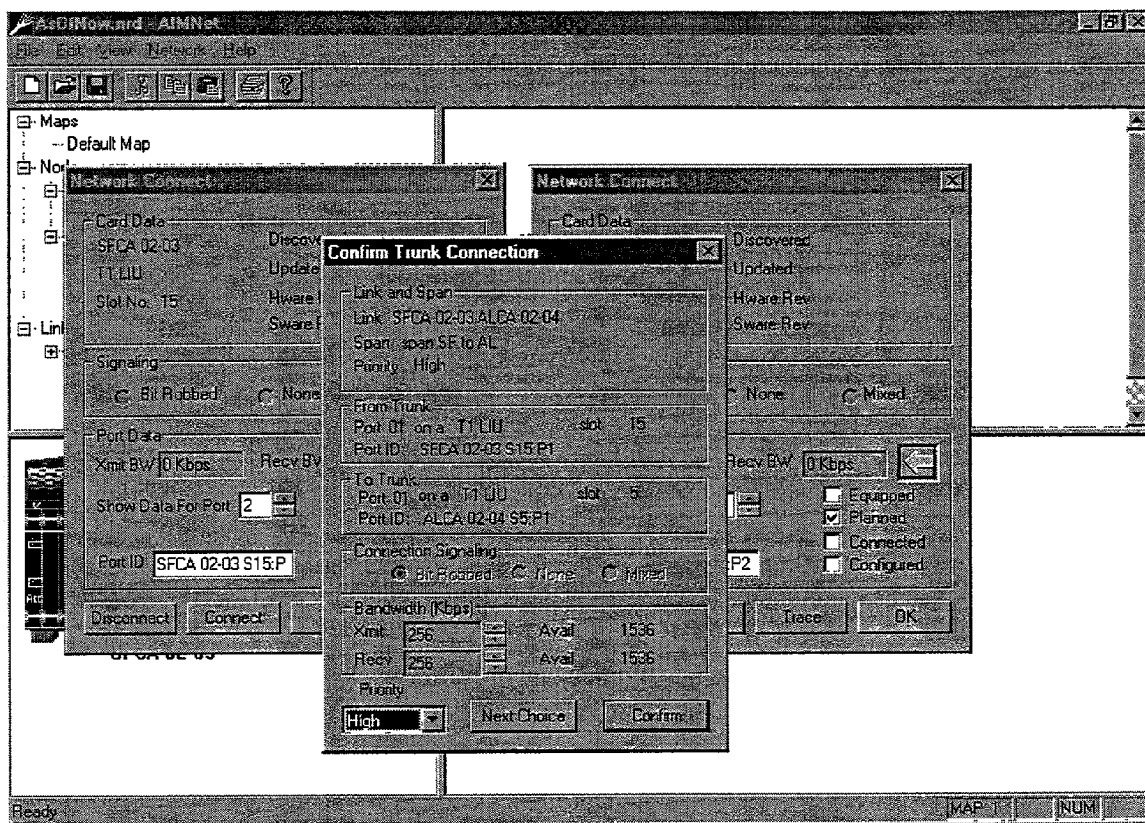 AsDiNow.nrd - AIMNet
File Edit View Network Help
Maps
Default Map
Network Connect
Card Data
SFCA 02-03
T1 LIU
Slot No. 15
Signaling
Bit Robbed None
Port Data
Xmit BW 0 Kbps Recv BW
Show Data For Port 2
Port ID SFCA 02-03 S15:P
Disconnect Connect
Confirm Trunk Connection
Link and Span
Link SFCA 02-03:ALCA 02-04
Span span SF to AL
Priority High
From Trunk
Port 01 on a T1 LIU slot 15
Port ID: SFCA 02-03 S15:P1
To Trunk
Port 01 on a T1 LIU slot 5
Port ID: ALCA 02-04 S5:P1
Connection Signaling
Bit Robbed None Mixed
Bandwidth (Kbps)
Xmit 256 Avail 1536
Recv 256 Avail 1536
Priority
High Next Choice Confirm
Network Connect
Card Data
Discovered
Updated
Hware Rev
Sware Rev
None Mixed
Recv BW 0 Kbps
Equipped
Planned
Connected
Configured
:P2
Trace OK
Ready MAP NUM